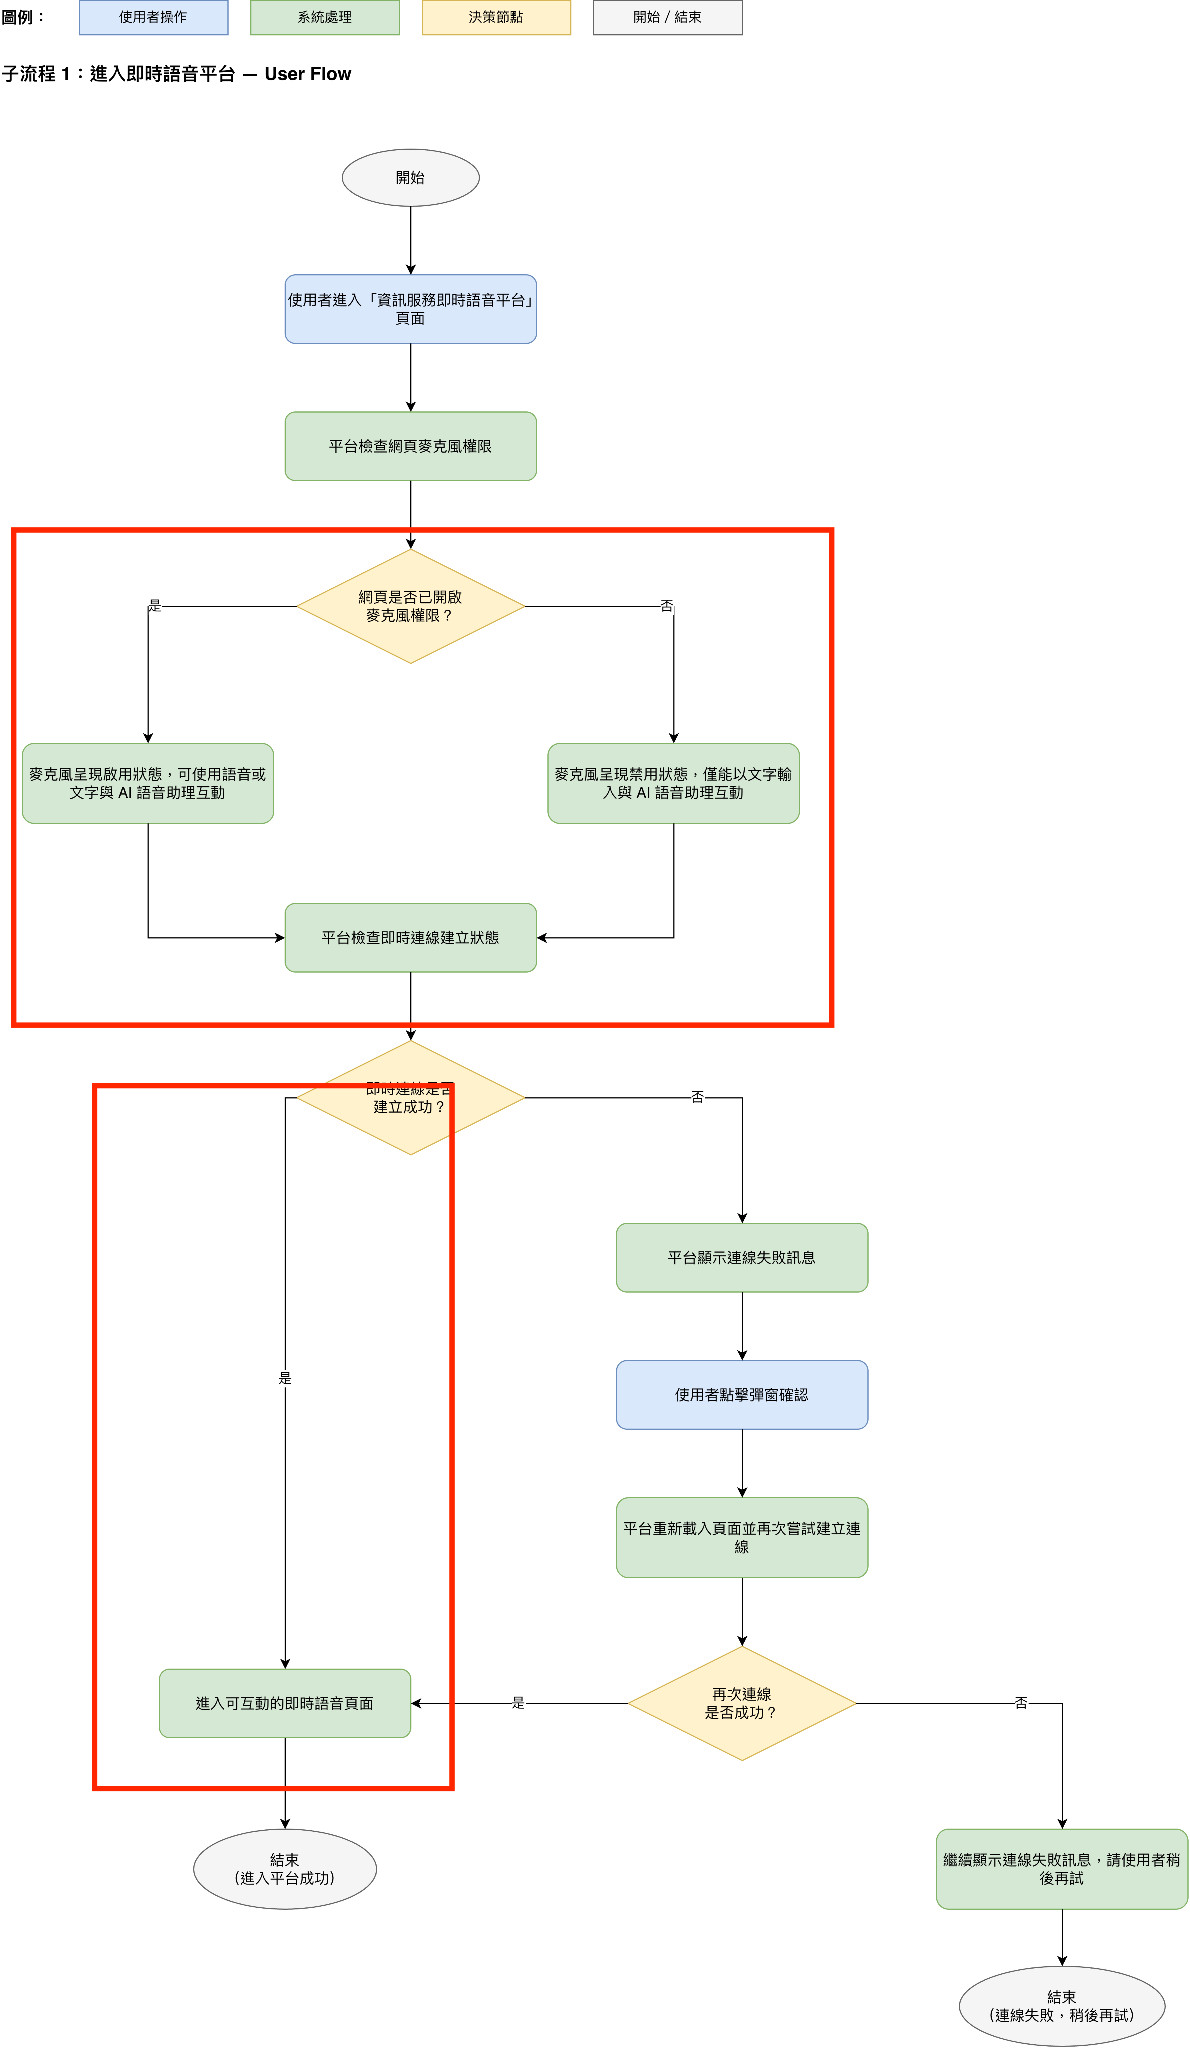 圖例：
使用者操作
系統處理
決策節點
開始 / 結束
子流程 1：進入即時語音平台 — User Flow
開始
使用者進入「資訊服務即時語音平台」
頁面
平台檢查網頁麥克風權限
網頁是否已開啟
麥克風權限？
是
否
麥克風呈現啟用狀態，可使用語音或
文字與 AI 語音助理互動
麥克風呈現禁用狀態，僅能以文字輸
入與 AI 語音助理互動
平台檢查即時連線建立狀態
即時連線是否
建立成功？
否
平台顯示連線失敗訊息
是
使用者點擊彈窗確認
平台重新載入頁面並再次嘗試建立連
線
進入可互動的即時語音頁面
是
再次連線
是否成功？
否
結束
(進入平台成功)
繼續顯示連線失敗訊息，請使用者稍
後再試
結束
(連線失敗，稍後再試)